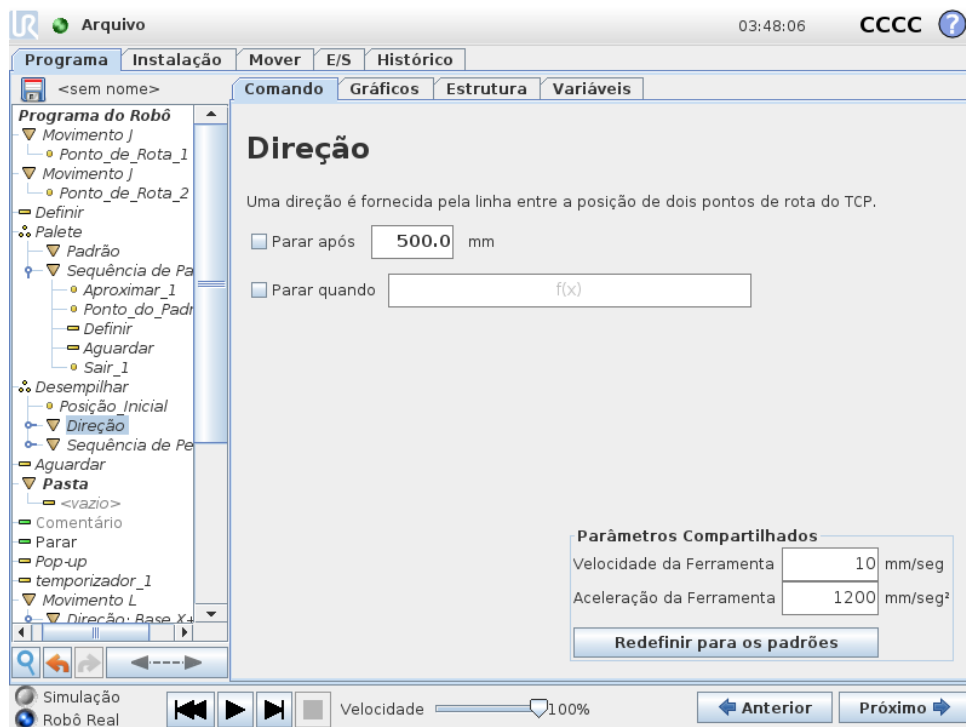 UR Arquivo 03:48:06 CCCC ?
Programa Instalação Mover E/S Histórico
<sem nome> Comando Gráficos Estrutura Variáveis
Programa do Robô
Movimento J
Ponto_de_Rota_1
Movimento J
Ponto_de_Rota_2
Definir
Palete
Padrão
Sequência de Pa
Aproximar_1
Ponto_do_Padr
Definir
Aguardar
Sair_1
Desempilhar
Posição_Inicial
Direção
Sequência de Pe
Aguardar
Pasta
<vazio>
Comentário
Parar
Pop-up
temporizador_1
Movimento L
Direção: Base X+
Direção
Uma direção é fornecida pela linha entre a posição de dois pontos de rota do TCP.
Parar após 500.0 mm
Parar quando f(x)
Parâmetros Compartilhados
Velocidade da Ferramenta 10 mm/seg
Aceleração da Ferramenta 1200 mm/seg²
Redefinir para os padrões
Simulação
Robô Real
Velocidade 100% Anterior Próximo